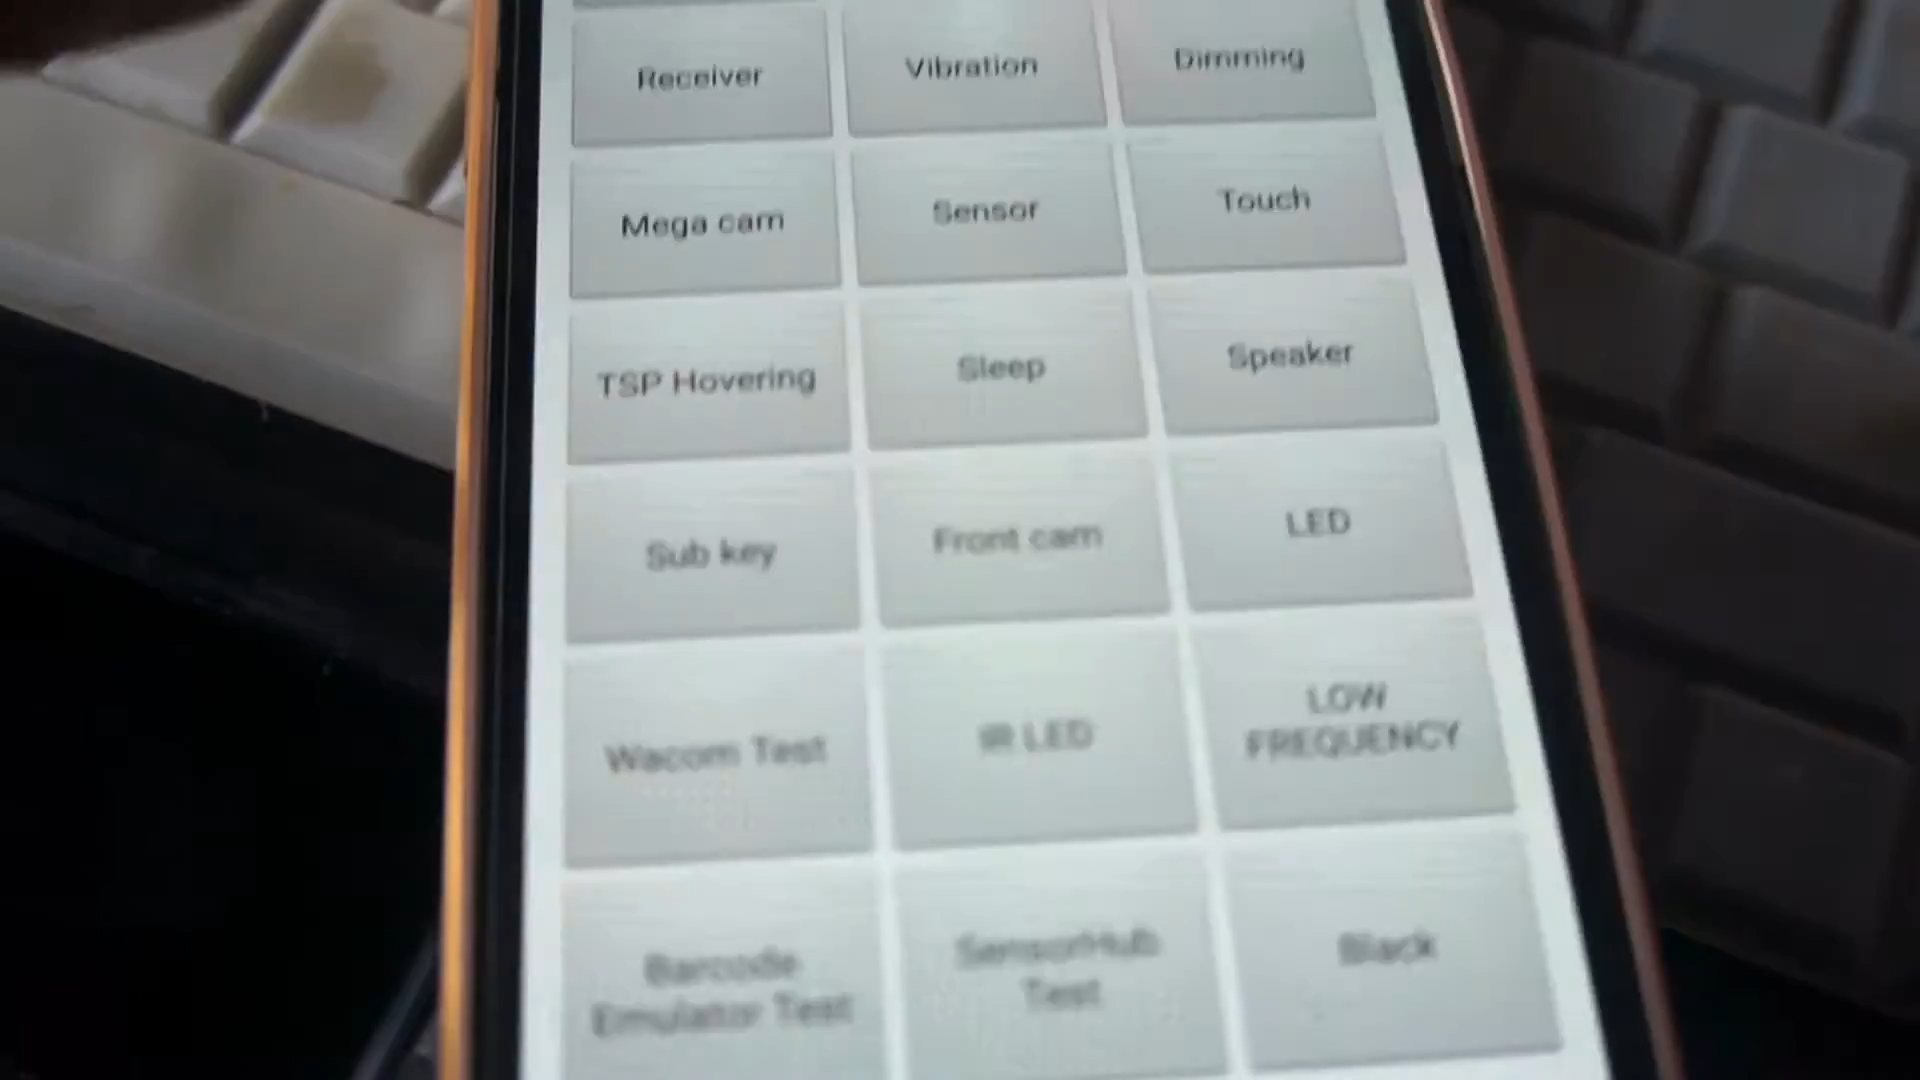 Receiver
Vibration
Dimming
Mega cam
Sensor
Touch
TSP Hovering
Sleep
Speaker
Sub key
Front cam
LED
Wacom Test
IR LED
LOW
FREQUENCY
Barcode
Emulator Test
SensorHub
Test
Black